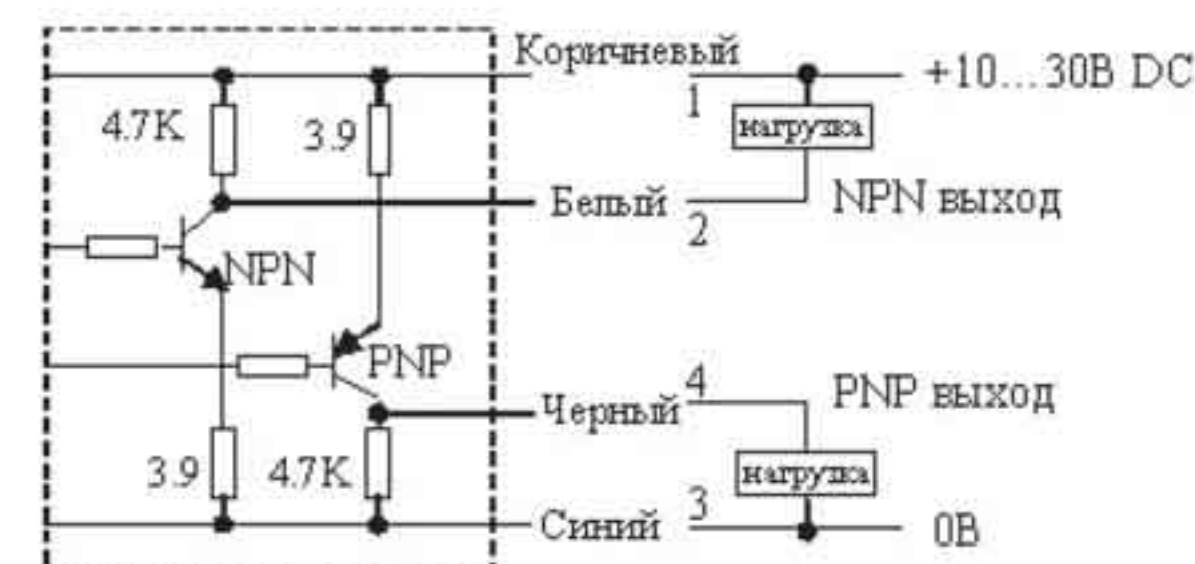 Коричневый
1
+10...30В DC
4.7K
3.9
нагрузка
Белый
2
NPN выход
NPN
PNP
4
PNP выход
Черный
3.9
4.7K
нагрузка
Синий
3
0В